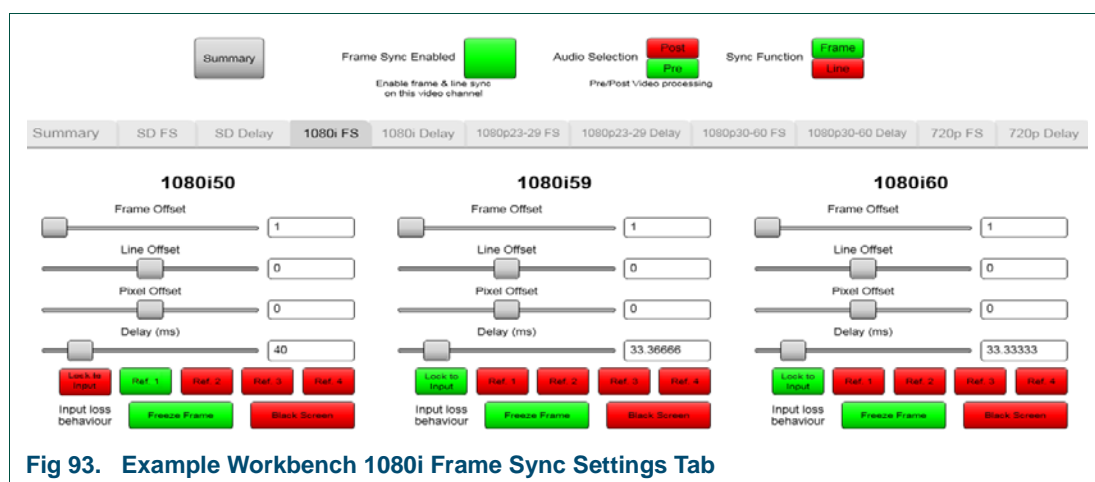 Summary
Frame Sync Enabled
Enable frame & line sync
on this video channel
Audio Selection
Post
Pre
Pre/Post Video processing
Sync Function
Frame
Line
Summary SD FS SD Delay 1080i FS 1080i Delay 1080p23-29 FS 1080p23-29 Delay 1080p30-60 FS 1080p30-60 Delay 720p FS 720p Delay
1080i50
Frame Offset
1
Line Offset
0
Pixel Offset
0
Delay (ms)
40
Lock to
Input
Ref. 1
Ref. 2
Ref. 3
Ref. 4
Input loss
behaviour
Freeze Frame
Black Screen
1080i59
Frame Offset
1
Line Offset
0
Pixel Offset
0
Delay (ms)
33.36666
Lock to
Input
Ref. 1
Ref. 2
Ref. 3
Ref. 4
Input loss
behaviour
Freeze Frame
Black Screen
1080i60
Frame Offset
1
Line Offset
0
Pixel Offset
0
Delay (ms)
33.33333
Lock to
Input
Ref. 1
Ref. 2
Ref. 3
Ref. 4
Input loss
behaviour
Freeze Frame
Black Screen
Fig 93. Example Workbench 1080i Frame Sync Settings Tab